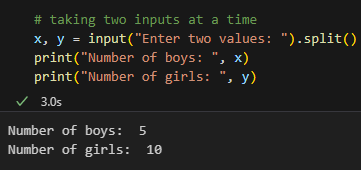 # taking two inputs at a time
x, y = input("Enter two values: ").split()
print("Number of boys: ", x)
print("Number of girls: ", y)
3.0s
Number of boys:  5
Number of girls:  10